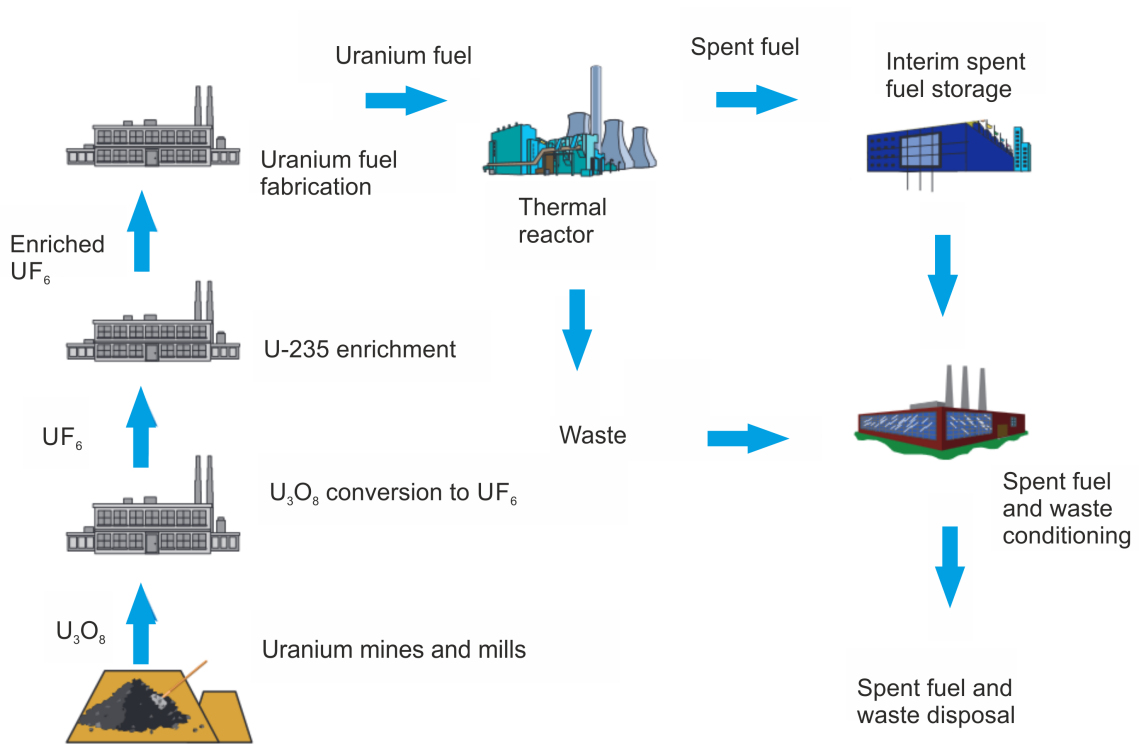 Uranium fuel
Spent fuel
Interim spent
fuel storage
Uranium fuel
fabrication
Thermal
reactor
Enriched
UF₆
U-235 enrichment
UF₆
Waste
U₃O₈ conversion to UF₆
Spent fuel
and waste
conditioning
U₃O₈
Uranium mines and mills
Spent fuel and
waste disposal